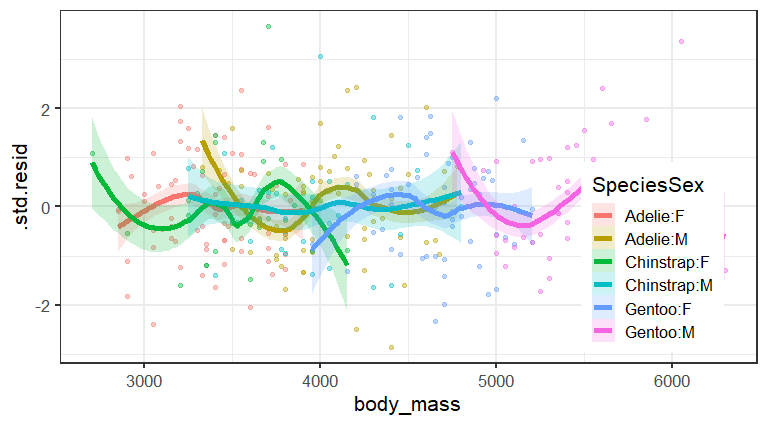 2
0
-2
.std.resid
3000
4000
5000
6000
body_mass
SpeciesSex
Adelie:F
Adelie:M
Chinstrap:F
Chinstrap:M
Gentoo:F
Gentoo:M